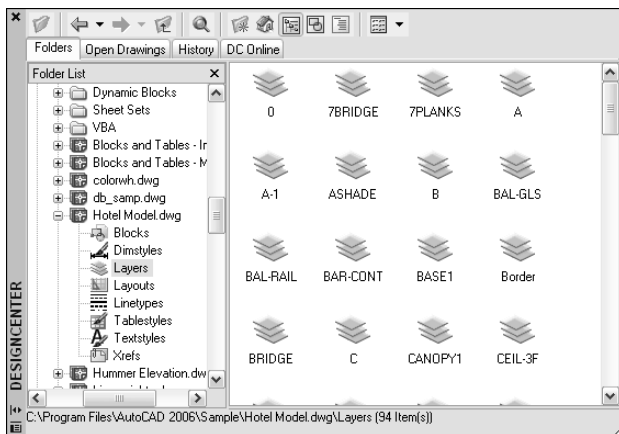 Folders Open Drawings History DC Online
Folder List
Dynamic Blocks
Sheet Sets
VBA
Blocks and Tables - Ir
Blocks and Tables - M
colorwh.dwg
db_samp.dwg
Hotel Model.dwg
Blocks
Dimstyles
Layers
Layouts
Linetypes
Tablestyles
Textstyles
Xrefs
Hummer Elevation.dw
0 7BRIDGE 7PLANKS A
A-1 ASHADE B BAL-GLS
BAL-RAIL BAR-CONT BASE1 Border
BRIDGE C CANOPY1 CEIL-3F
DESIGNCENTER
C:\Program Files\AutoCAD 2006\Sample\Hotel Model.dwg\Layers (94 Item(s))